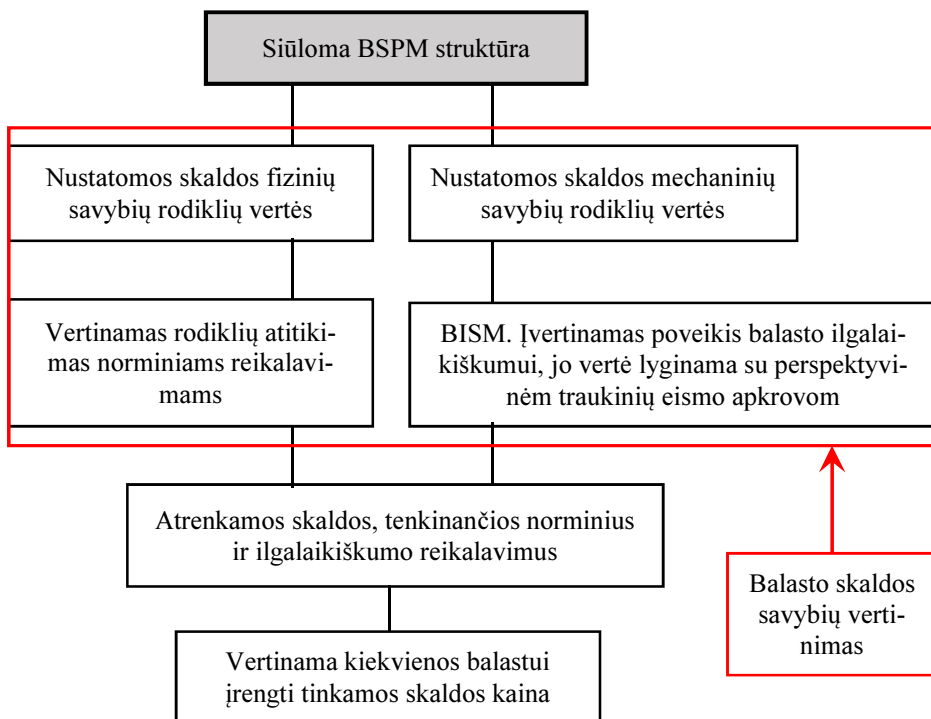 Siūloma BSPM struktūra
Nustatomos skaldos fizinių
savybių rodiklių vertės
Nustatomos skaldos mechaninių
savybių rodiklių vertės
Vertinamas rodiklių atitiki-
mas norminiams reikalavi-
mams
BISM. Įvertinamas poveikis balasto ilgalai-
kiškumui, jo vertė lyginama su perspektyvi-
nėm traukinių eismo apkrovom
Atrenkamos skaldos, tenkinančios norminius
ir ilgalaikiškumo reikalavimus
Balasto skaldos
savybių verti-
nimas
Vertinama kiekvienos balastui
įrengti tinkamos skaldos kaina